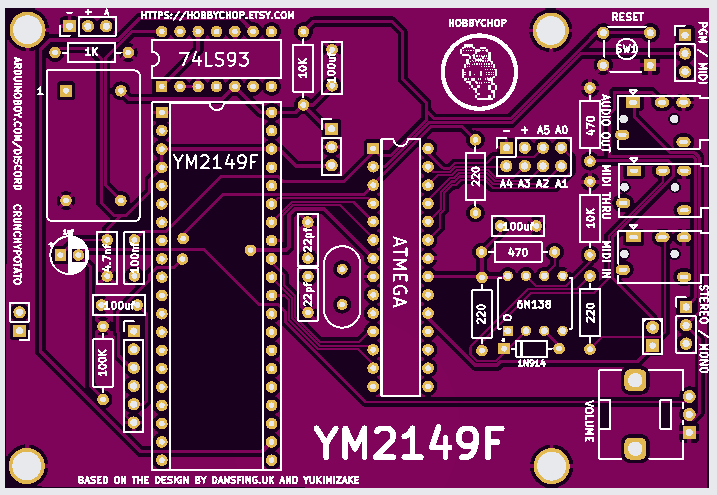 HTTPS://HOBBYCHOP.ETSY.COM
- + A
1K
74LS93
10K
100uf
HOBBYCHOP
RESET
SW1
PGM / MIDI
ARDUINOBOY.COM/DISCORD
CRUNCHYPOTATO
1
YM2149F
ATMEGA
- + A5 A0
A4 A3 A2 A1
220
470
AUDIO OUT
10K
MIDI THRU
MIDI IN
100uf
470
22pf
22pf
4.7nf
100nf
100uf
100K
220
6N138
220
1N914
STEREO / MONO
VOLUME
YM2149F
BASED ON THE DESIGN BY DANSFING.UK AND YUKIHIZAKE